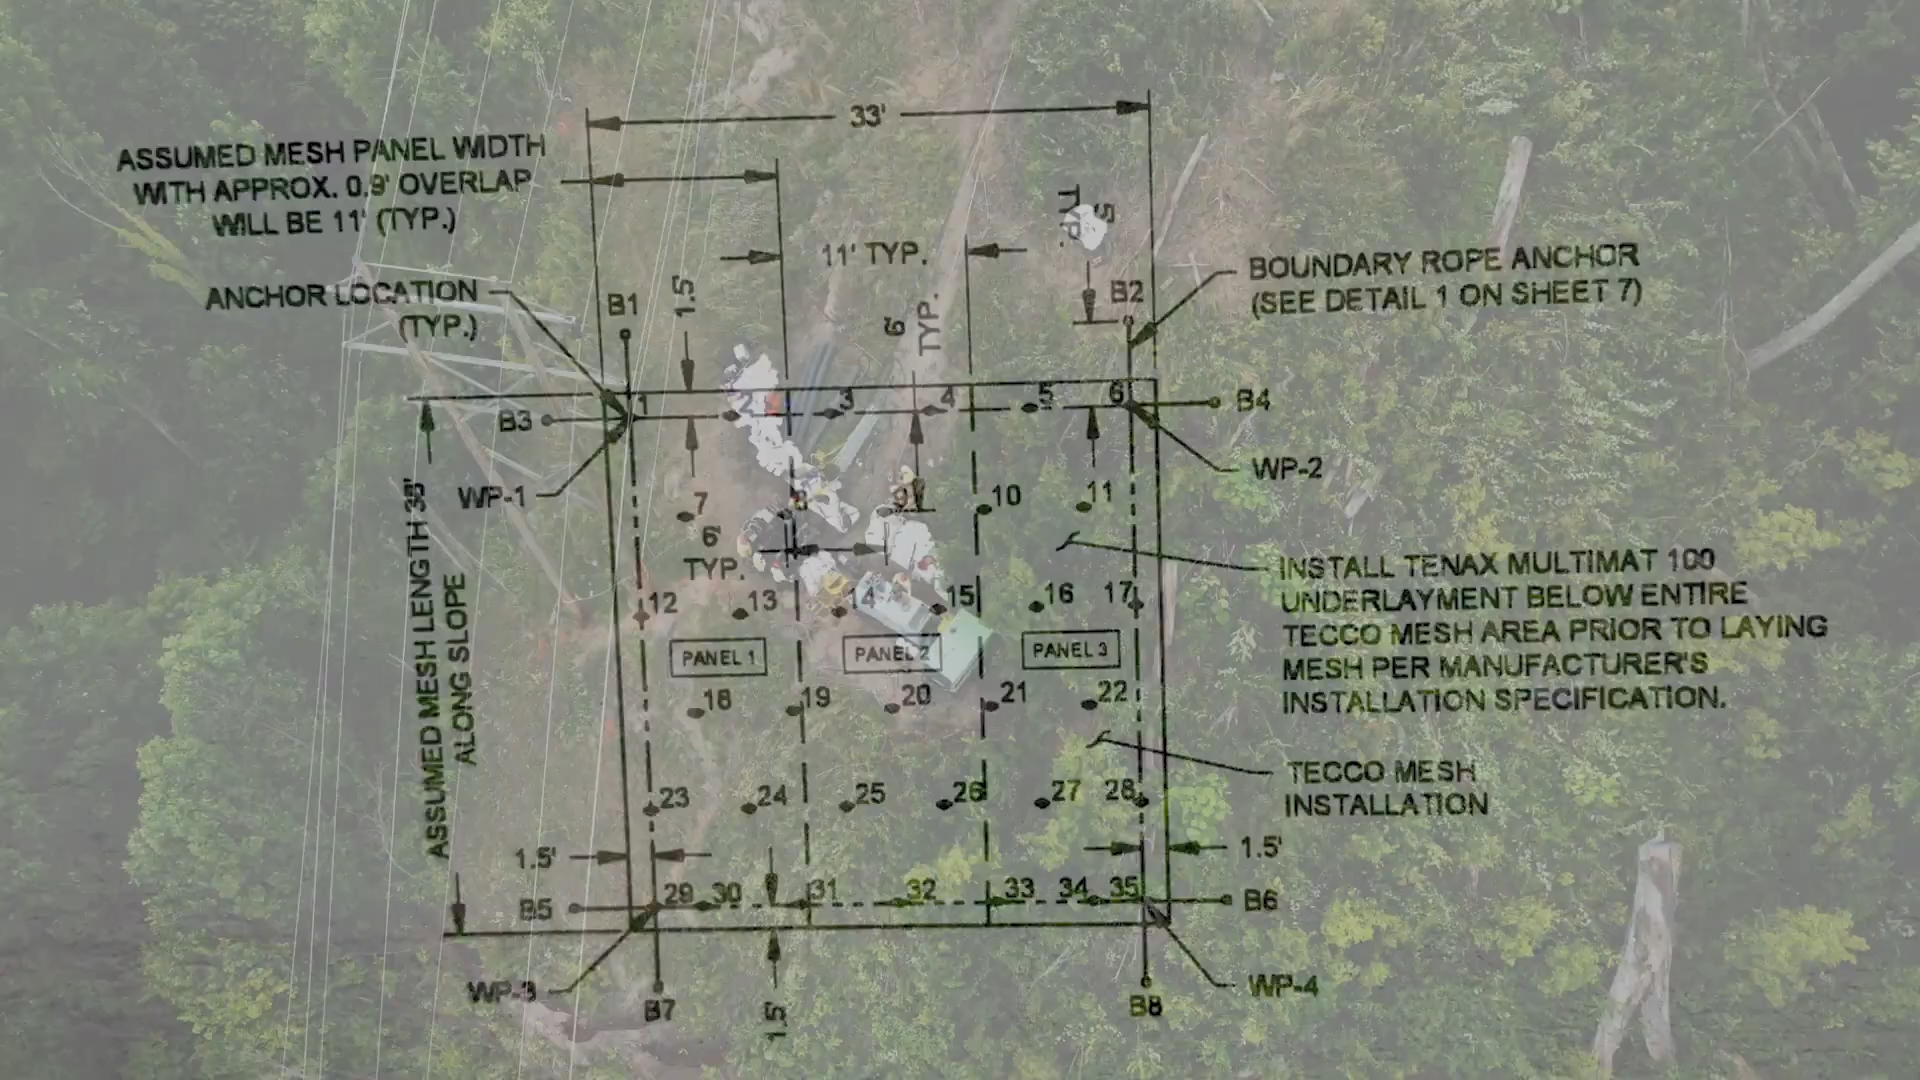 33'
ASSUMED MESH PANEL WIDTH
WITH APPROX. 0.9' OVERLAP
WILL BE 11' (TYP.)
5'
TYP.
11' TYP.
BOUNDARY ROPE ANCHOR
(SEE DETAIL 1 ON SHEET 7)
ANCHOR LOCATION
(TYP.)
B1
1.5'
6'
TYP.
B2
B3
1
2
3
4
5
6
B4
WP-1
WP-2
7
8
9
10
11
6'
TYP.
INSTALL TENAX MULTIMAT 100
UNDERLAYMENT BELOW ENTIRE
TECCO MESH AREA PRIOR TO LAYING
MESH PER MANUFACTURER'S
INSTALLATION SPECIFICATION.
ASSUMED MESH LENGTH
ALONG SLOPE
12
13
14
15
16
17
PANEL 1
PANEL 2
PANEL 3
18
19
20
21
22
TECCO MESH
INSTALLATION
23
24
25
26
27
28
1.5'
1.5'
B5
29
30
31
32
33
34
35
B6
WP-3
WP-4
B7
1.5'
B8